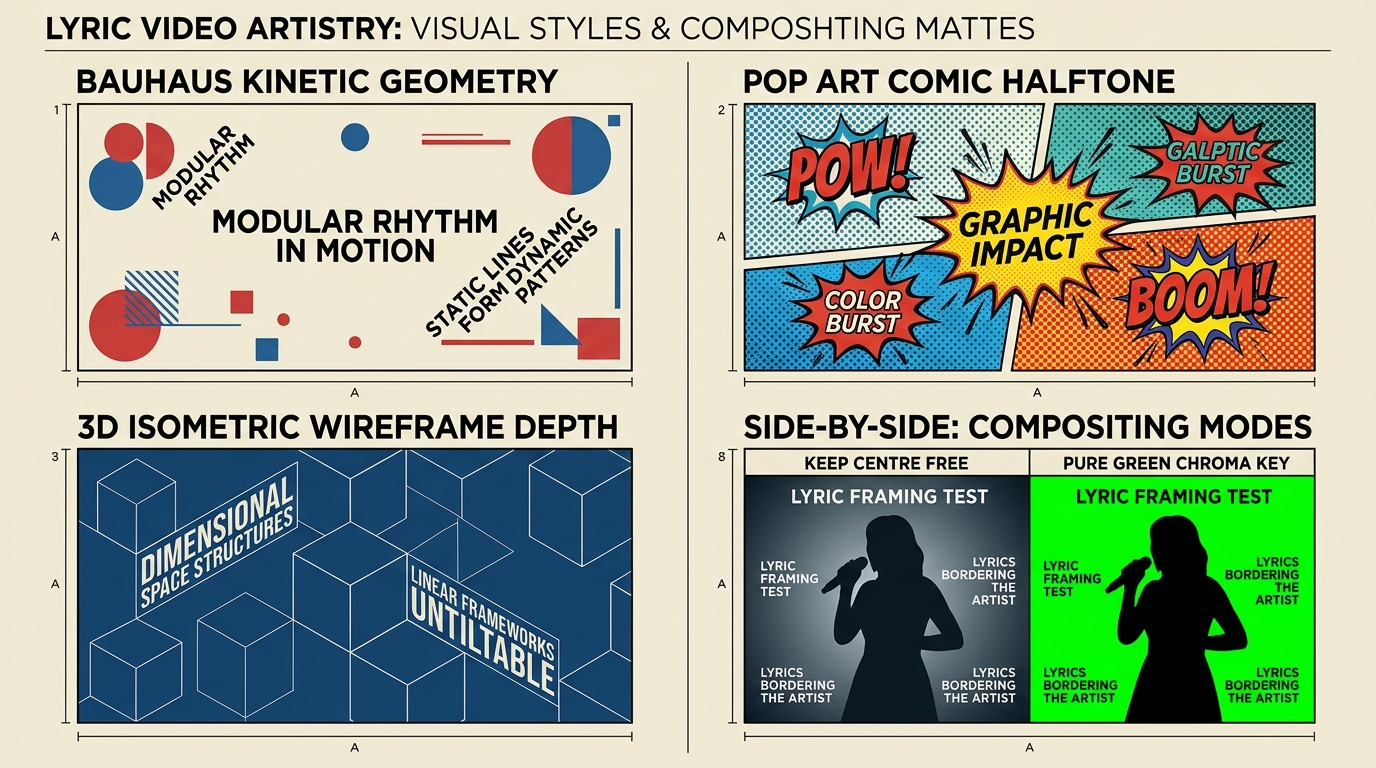 LYRIC VIDEO ARTISTRY: VISUAL STYLES & COMPOSHTING MATTES
BAUHAUS KINETIC GEOMETRY
1
A
MODULAR
RHYTHM
MODULAR RHYTHM
IN MOTION
STATIC LINES
FORM DYNAMIC
PATTERNS
A
POP ART COMIC HALFTONE
2
A
POW!
GALPTIC
BURST
GRAPHIC
IMPACT
COLOR
BURST
BOOM!
A
3D ISOMETRIC WIREFRAME DEPTH
3
A
DIMENSIONAL
SPACE STRUCTURES
LINEAR FRAMEWORKS
UNTILTABLE
A
SIDE-BY-SIDE: COMPOSITING MODES
8
A
KEEP CENTRE FREE
LYRIC FRAMING TEST
LYRIC
FRAMING
TEST
LYRICS
BORDERING
THE
ARTIST
LYRICS
BORDERING
THE ARTIST
LYRICS
BORDERING
THE ARTIST
PURE GREEN CHROMA KEY
LYRIC FRAMING TEST
LYRIC
FRAMING
TEST
LYRICS
BORDERING
THE
ARTIST
LYRICS
BORDERING
THE ARTIST
LYRICS
BORDERING
THE ARTIST
A